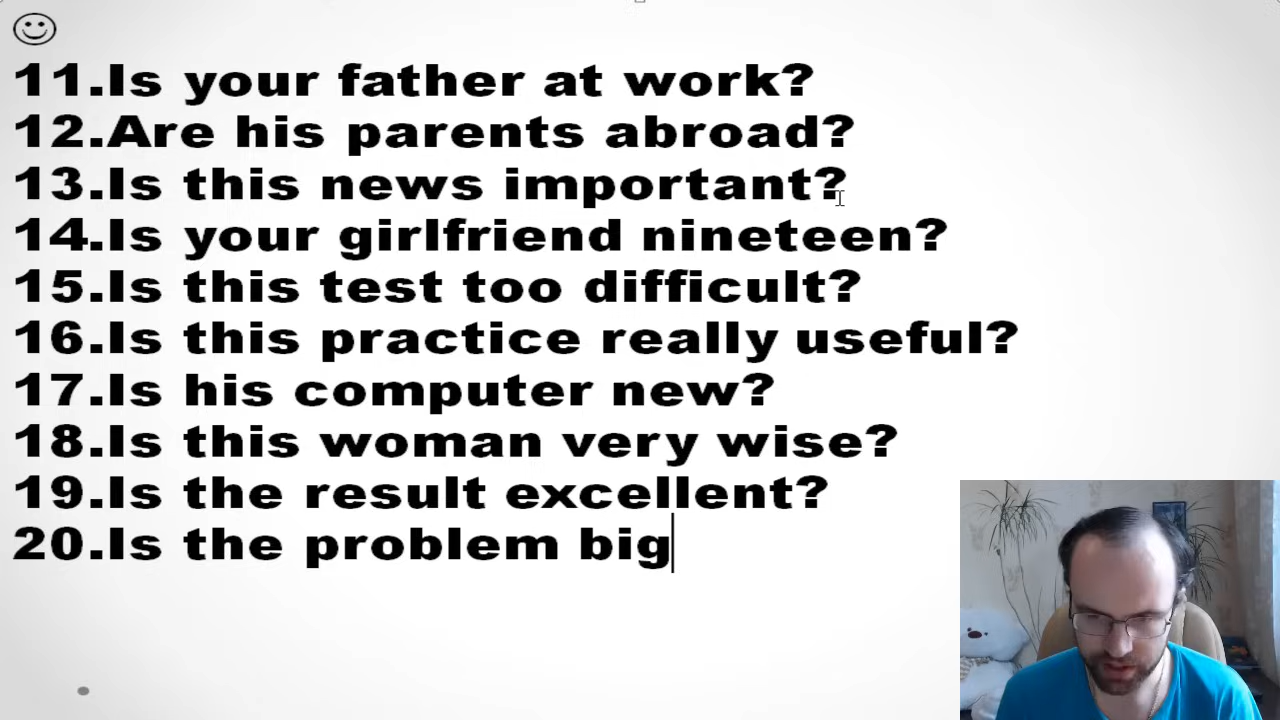 11.Is your father at work?
12.Are his parents abroad?
13.Is this news important?
14.Is your girlfriend nineteen?
15.Is this test too difficult?
16.Is this practice really useful?
17.Is his computer new?
18.Is this woman very wise?
19.Is the result excellent?
20.Is the problem big